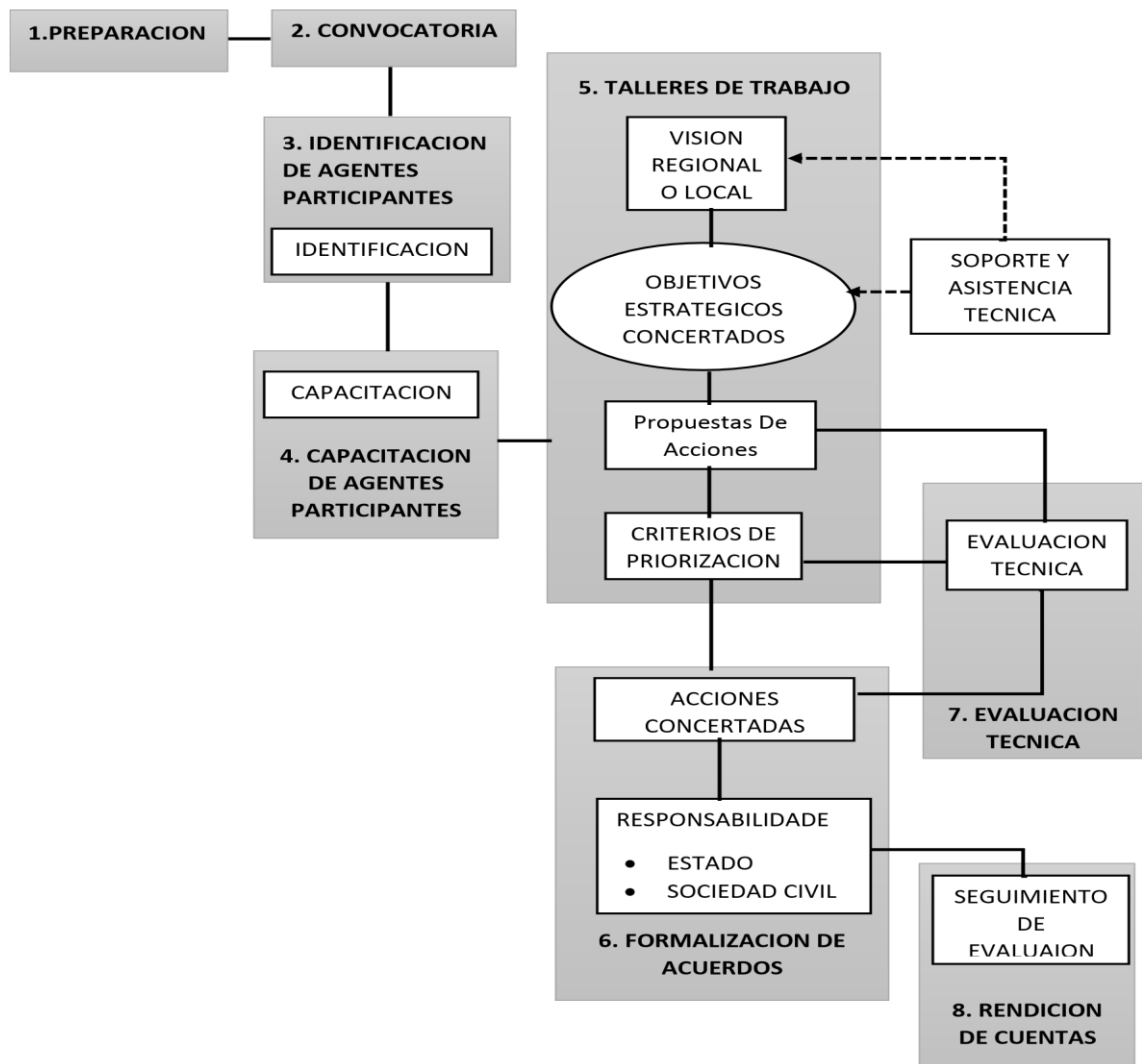 1.PREPARACION
2. CONVOCATORIA
3. IDENTIFICACION
DE AGENTES
PARTICIPANTES
IDENTIFICACION
CAPACITACION
4. CAPACITACION
DE AGENTES
PARTICIPANTES
5. TALLERES DE TRABAJO
VISION
REGIONAL
O LOCAL
OBJETIVOS
ESTRATEGICOS
CONCERTADOS
SOPORTE Y
ASISTENCIA
TECNICA
Propuestas De
Acciones
CRITERIOS DE
PRIORIZACION
EVALUACION
TECNICA
7. EVALUACION
TECNICA
ACCIONES
CONCERTADAS
RESPONSABILIDADE
• ESTADO
• SOCIEDAD CIVIL
6. FORMALIZACION DE
ACUERDOS
SEGUIMIENTO
DE
EVALUAION
8. RENDICION
DE CUENTAS